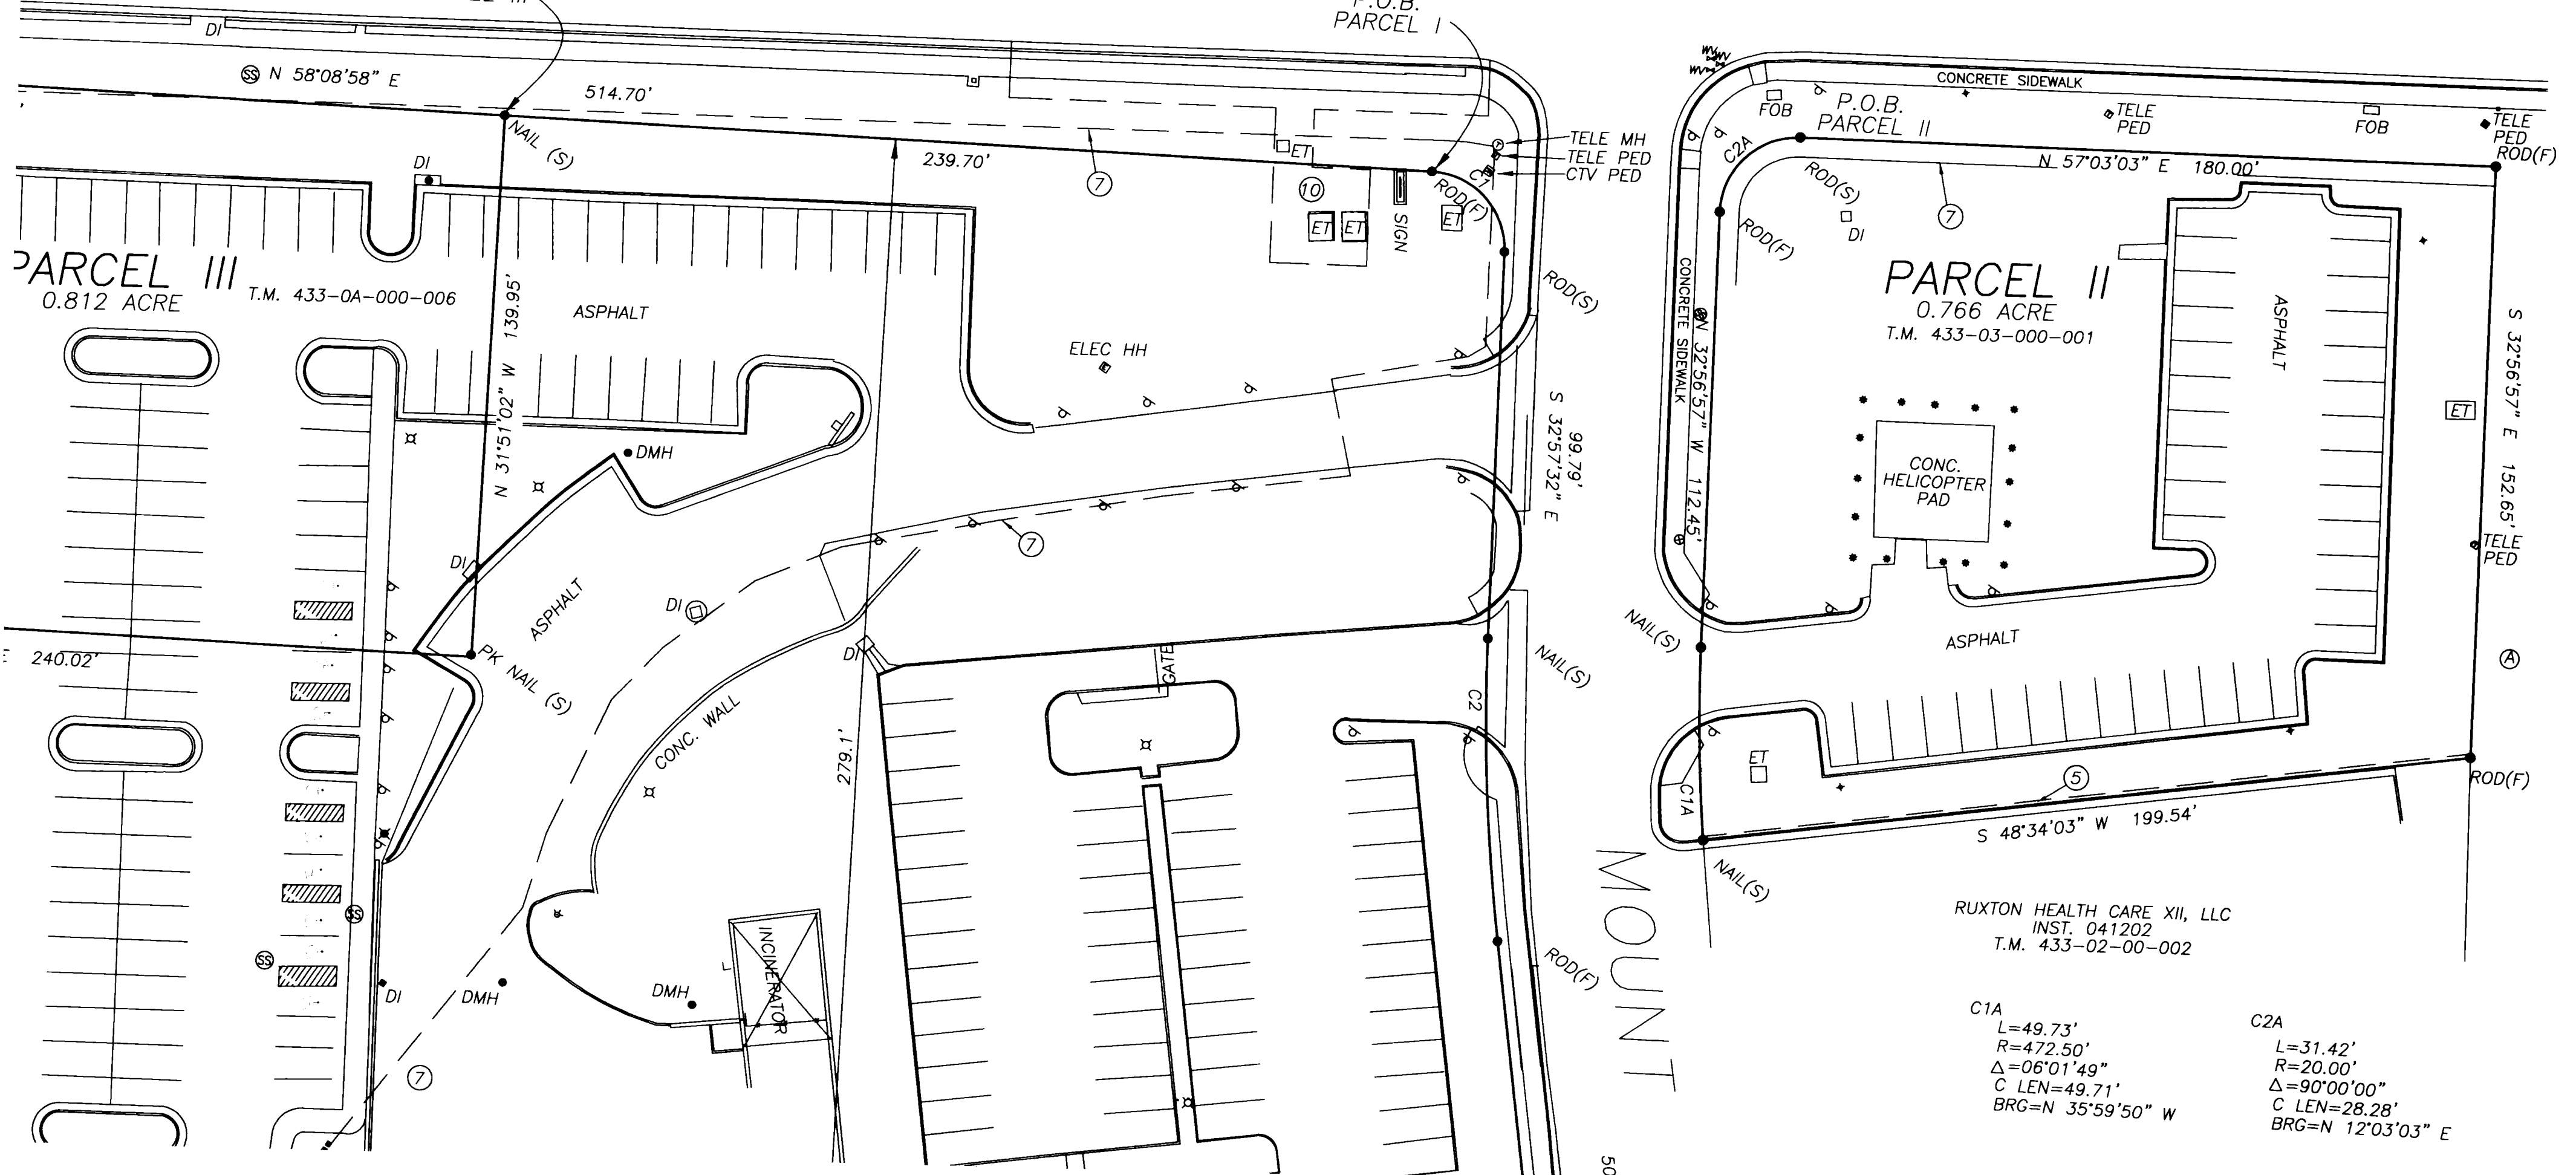 P.O.B.
PARCEL I
DI
SS
N 58°08'58" E
514.70'
NAIL (S)
DI
239.70'
7
ET
10
ET
ET
SIGN
ROD(F)
C1
ET
TELE MH
TELE PED
CTV PED
ROD(S)
PARCEL III
0.812 ACRE
T.M. 433-0A-000-006
ASPHALT
N 31°51'02" W 139.95'
ELEC HH
DMH
99.79'
S 32°57'32" E
DI
ASPHALT
DI
7
E 240.02'
PK NAIL (S)
CONC. WALL
279.1'
DI
GATE
C2
NAIL(S)
SS
SS
DI
DMH
DMH
INCINERATOR
7
ROD(F)
MOUNT
50
WV
WV
WV
CONCRETE SIDEWALK
FOB
P.O.B.
PARCEL II
TELE
PED
FOB
TELE
PED
ROD(F)
C2A
N 57°03'03" E 180.00'
ROD(S)
7
ROD(F)
DI
CONCRETE SIDEWALK
N 32°56'57" W 112.45'
PARCEL II
0.766 ACRE
T.M. 433-03-000-001
ASPHALT
S 32°56'57" E 152.65'
ET
CONC.
HELICOPTER
PAD
TELE
PED
NAIL(S)
ASPHALT
A
ET
C1A
5
ROD(F)
S 48°34'03" W 199.54'
NAIL(S)
RUXTON HEALTH CARE XII, LLC
INST. 041202
T.M. 433-02-00-002
C1A
L=49.73'
R=472.50'
Δ=06°01'49"
C LEN=49.71'
BRG=N 35°59'50" W
C2A
L=31.42'
R=20.00'
Δ=90°00'00"
C LEN=28.28'
BRG=N 12°03'03" E